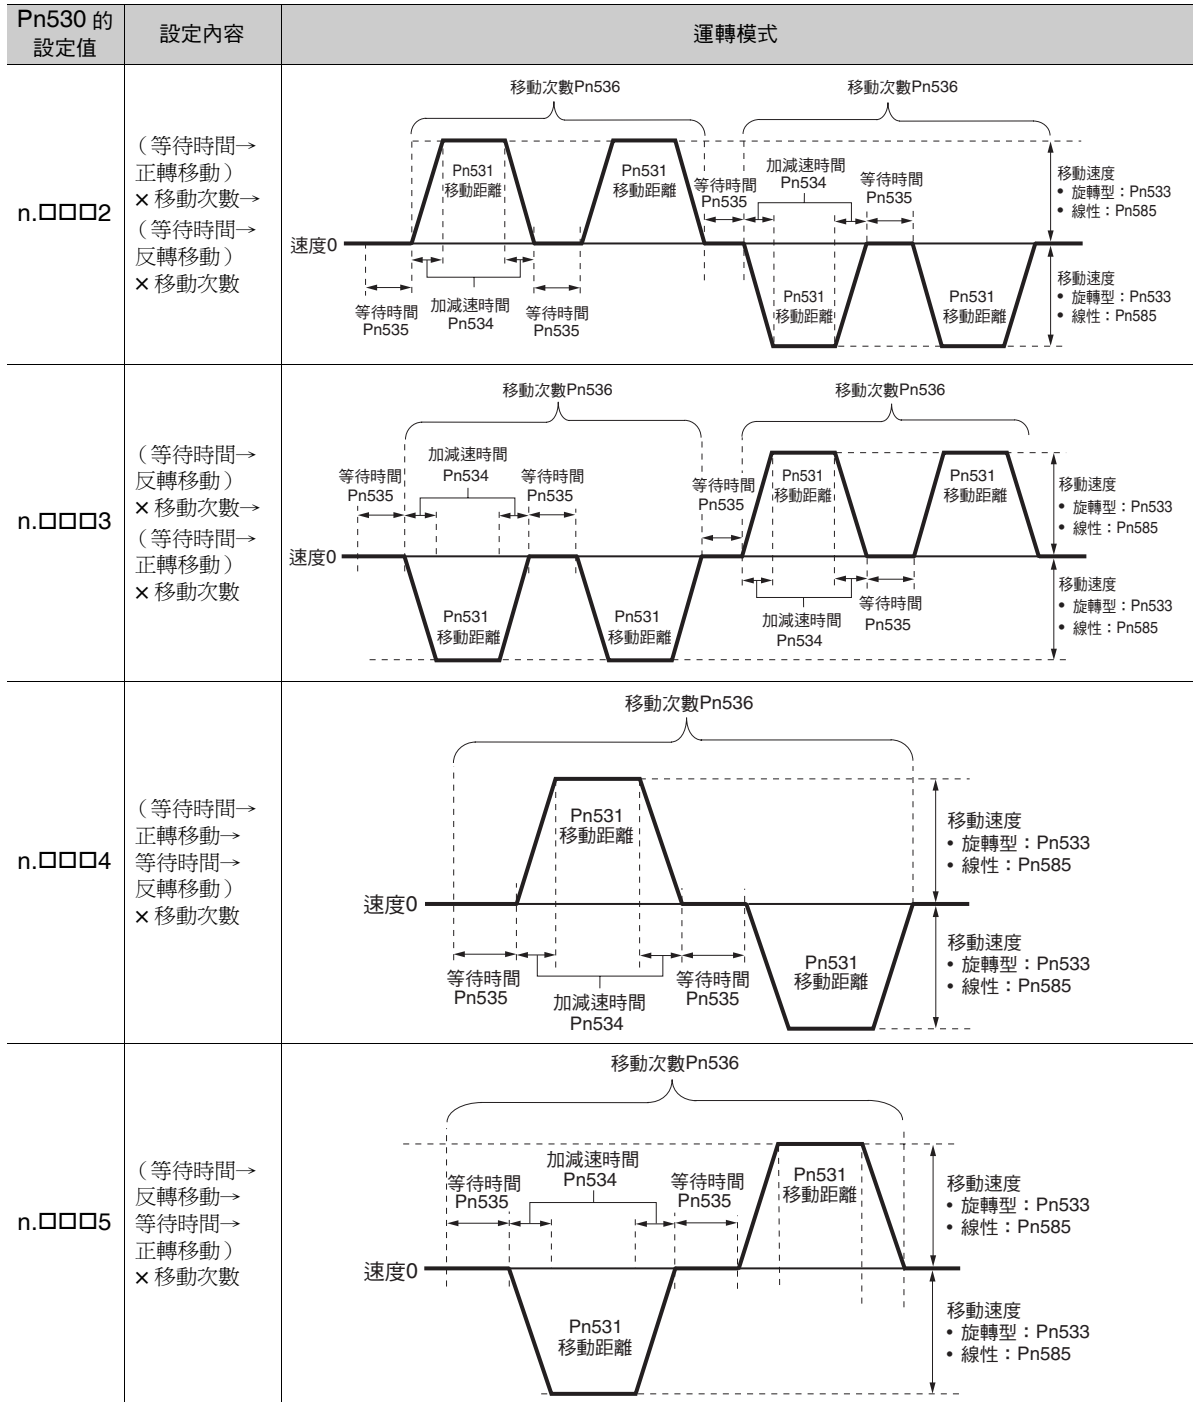 Pn530 的
設定值
設定內容
運轉模式
n.□□□2
（等待時間→
正轉移動）
× 移動次數→
（等待時間→
反轉移動）
× 移動次數
移動次數Pn536
移動次數Pn536
Pn531
移動距離
Pn531
移動距離
等待時間
Pn535
加減速時間
Pn534
等待時間
Pn535
移動速度
• 旋轉型：Pn533
• 線性：Pn585
速度0
等待時間
Pn535
加減速時間
Pn534
等待時間
Pn535
Pn531
移動距離
Pn531
移動距離
移動速度
• 旋轉型：Pn533
• 線性：Pn585
n.□□□3
（等待時間→
反轉移動）
× 移動次數→
（等待時間→
正轉移動）
× 移動次數
移動次數Pn536
移動次數Pn536
等待時間
Pn535
加減速時間
Pn534
等待時間
Pn535
等待時間
Pn535
Pn531
移動距離
Pn531
移動距離
移動速度
• 旋轉型：Pn533
• 線性：Pn585
速度0
Pn531
移動距離
Pn531
移動距離
加減速時間
Pn534
等待時間
Pn535
移動速度
• 旋轉型：Pn533
• 線性：Pn585
n.□□□4
（等待時間→
正轉移動→
等待時間→
反轉移動）
× 移動次數
移動次數Pn536
Pn531
移動距離
移動速度
• 旋轉型：Pn533
• 線性：Pn585
速度0
等待時間
Pn535
加減速時間
Pn534
等待時間
Pn535
Pn531
移動距離
移動速度
• 旋轉型：Pn533
• 線性：Pn585
n.□□□5
（等待時間→
反轉移動→
等待時間→
正轉移動）
× 移動次數
移動次數Pn536
等待時間
Pn535
加減速時間
Pn534
等待時間
Pn535
Pn531
移動距離
移動速度
• 旋轉型：Pn533
• 線性：Pn585
速度0
Pn531
移動距離
移動速度
• 旋轉型：Pn533
• 線性：Pn585